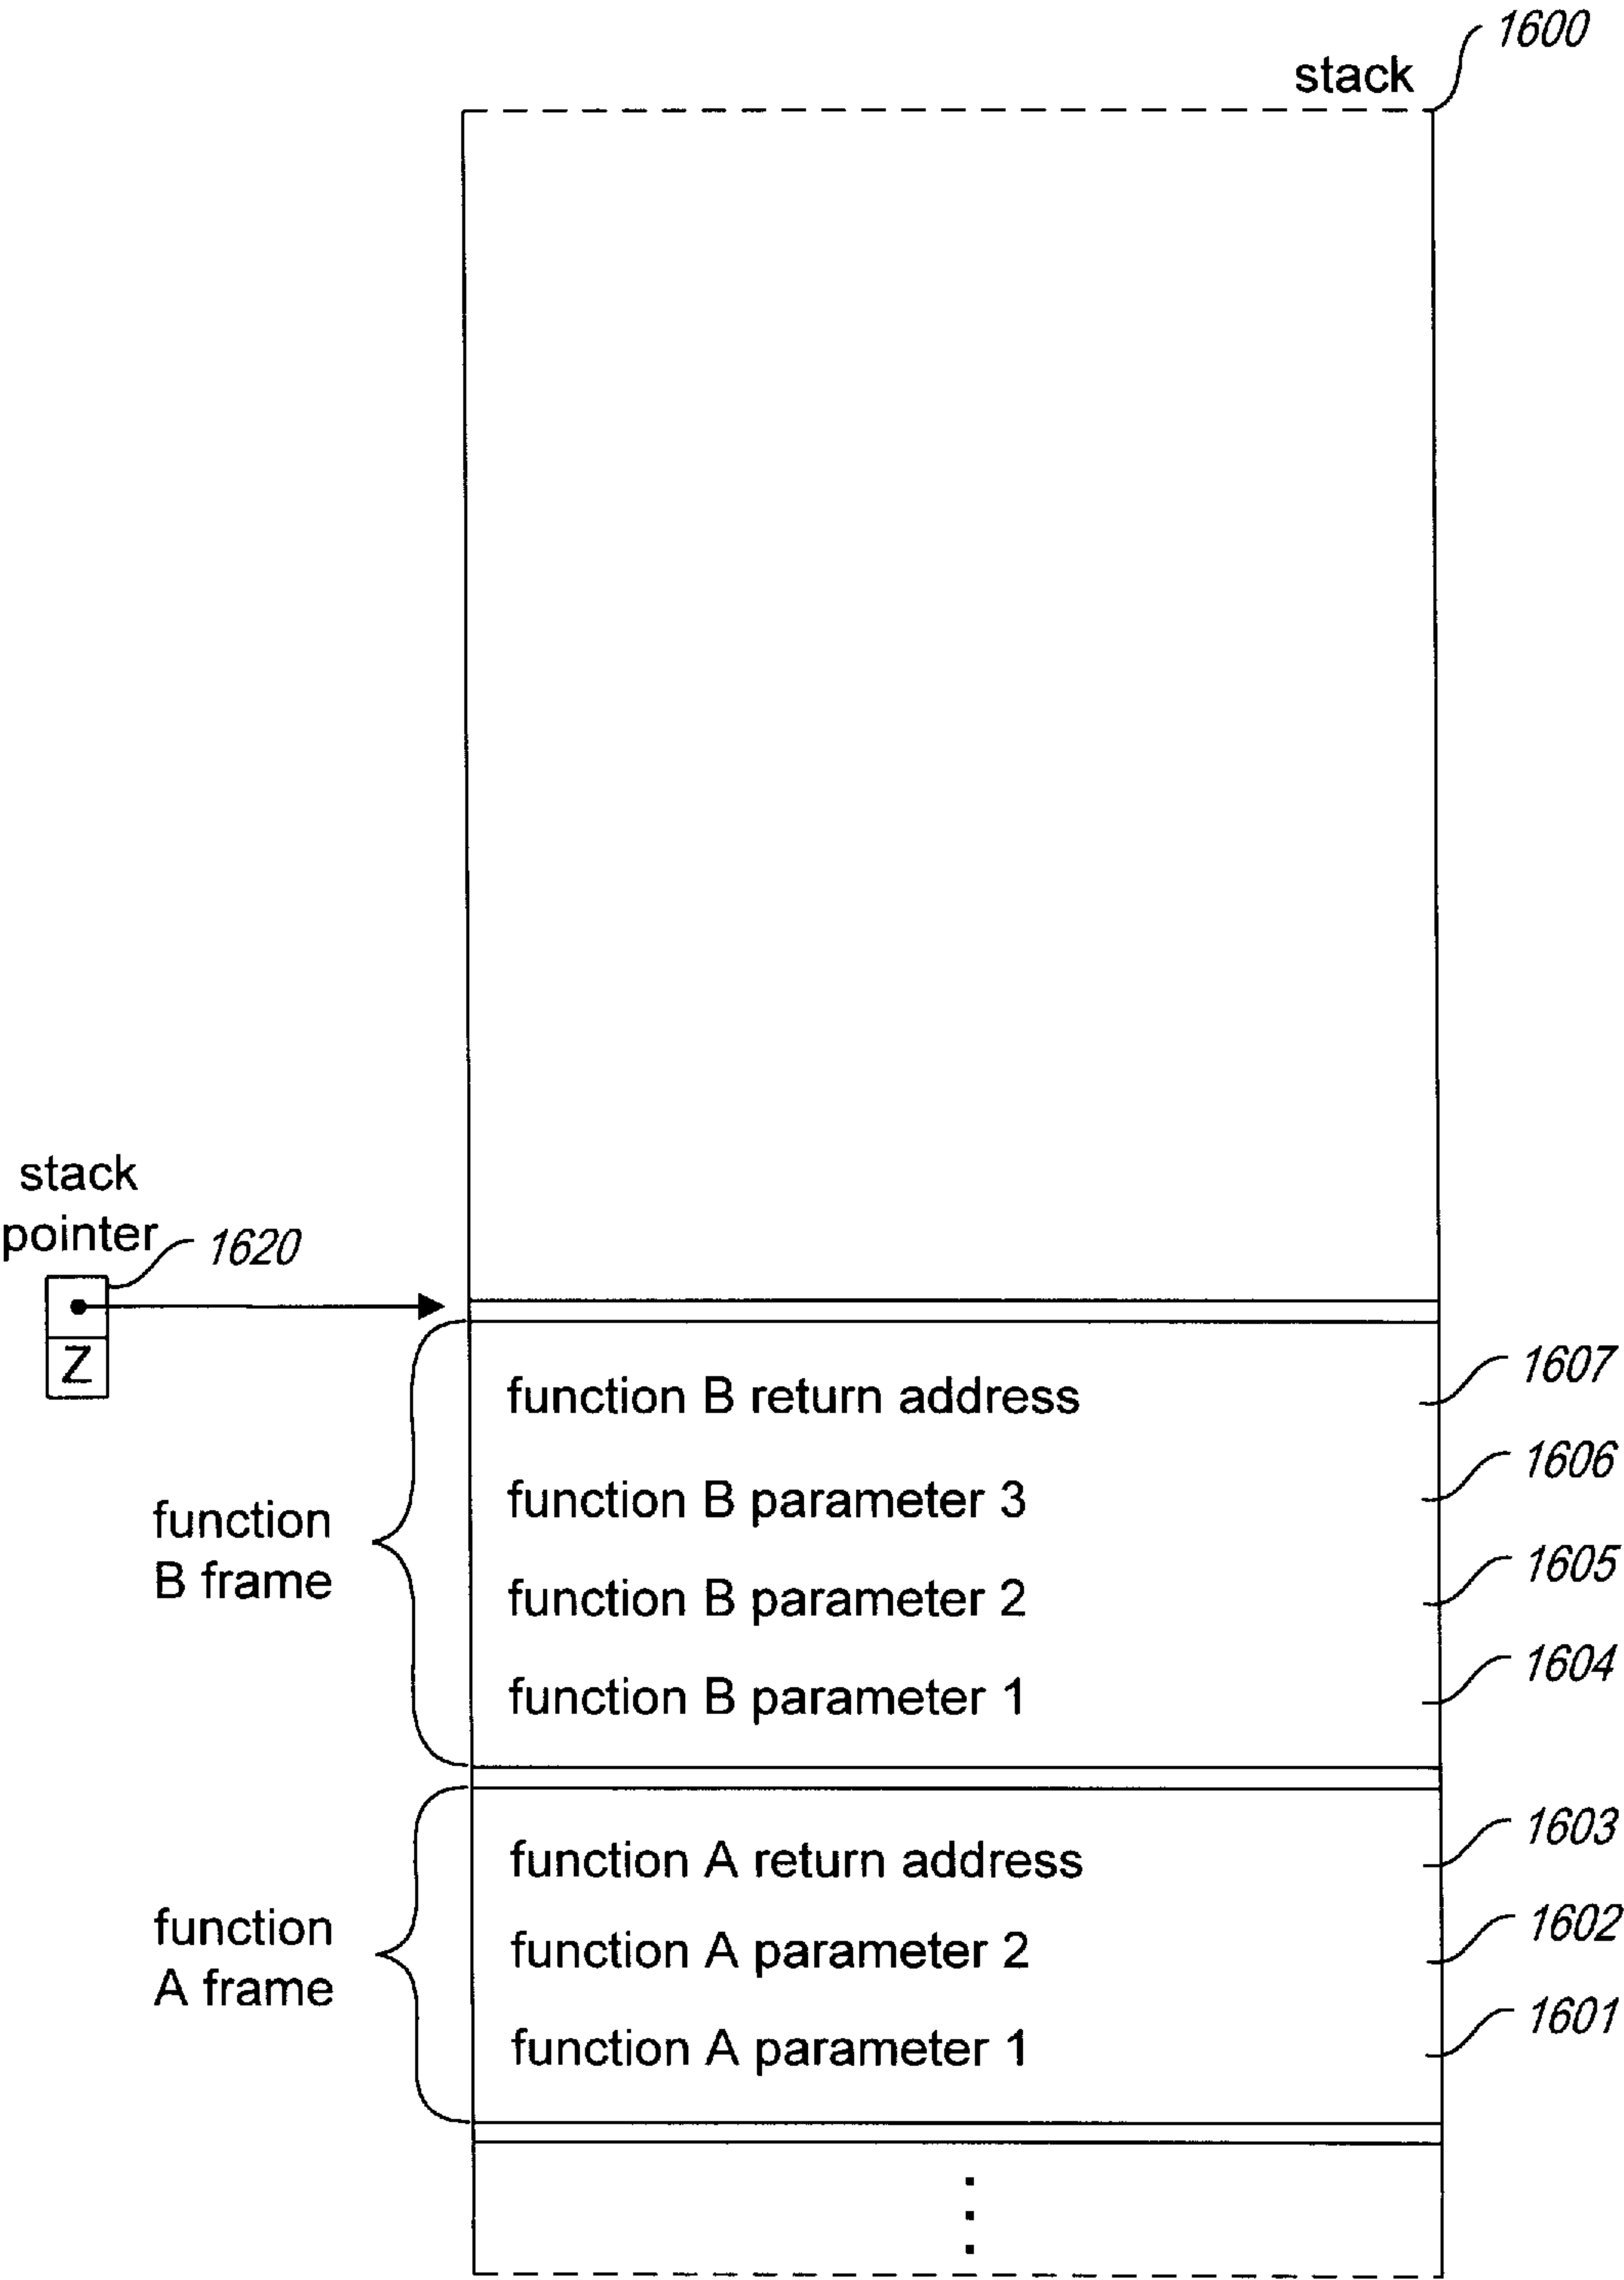 1600
stack
stack
pointer
1620
Z
function B return address
1607
function B parameter 3
1606
function
B frame
function B parameter 2
1605
function B parameter 1
1604
function A return address
1603
function
A frame
function A parameter 2
1602
function A parameter 1
1601